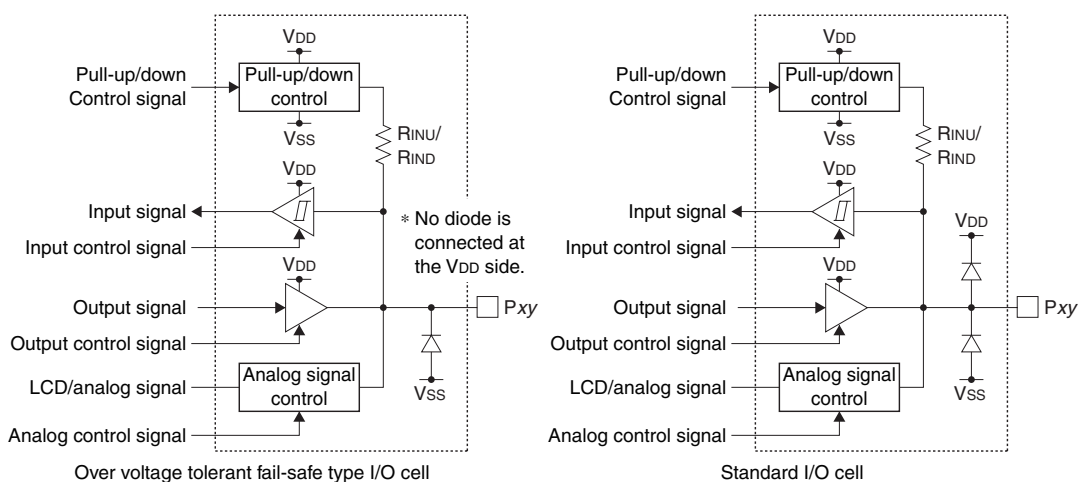 VDD
Pull-up/down
Control signal
Pull-up/down
control
VSS
RINU/
RIND
VDD
Input signal
Input control signal
* No diode is
connected at
the VDD side.
VDD
Output signal
Pxy
Output control signal
LCD/analog signal
Analog signal
control
VSS
Analog control signal
Over voltage tolerant fail-safe type I/O cell
VDD
Pull-up/down
Control signal
Pull-up/down
control
VSS
RINU/
RIND
VDD
Input signal
Input control signal
VDD
VDD
Output signal
Pxy
Output control signal
LCD/analog signal
Analog signal
control
VSS
Analog control signal
Standard I/O cell